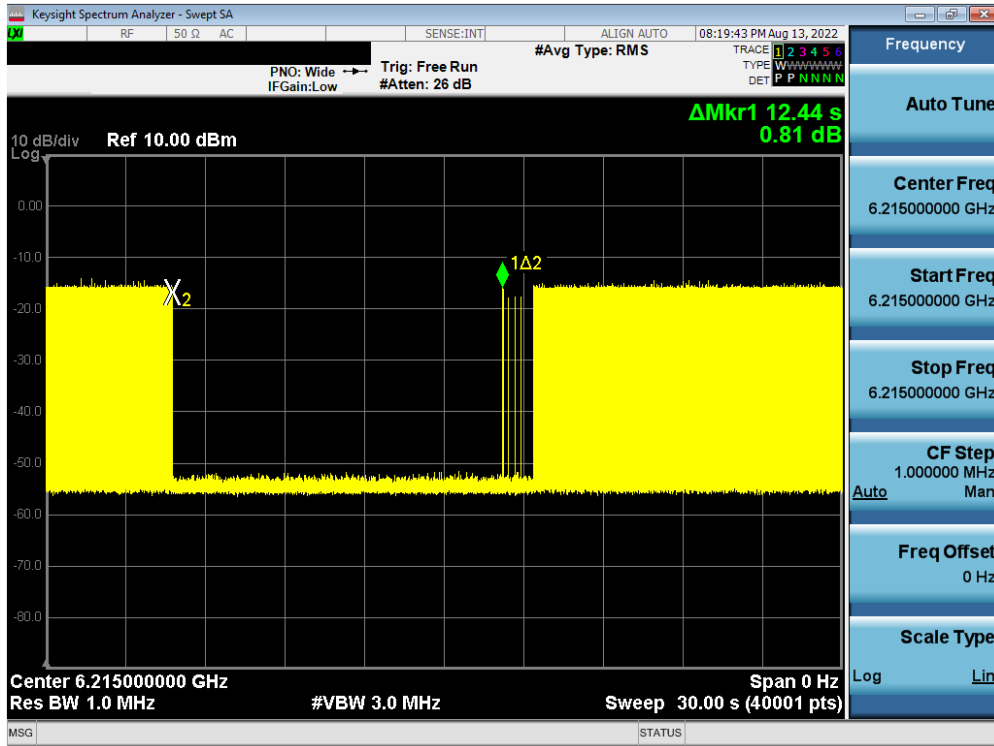 Keysight Spectrum Analyzer - Swept SA
LXI
RF 50 Ω AC SENSE:INT ALIGN AUTO 08:19:43 PM Aug 13, 2022
#Avg Type: RMS
TRACE 1 2 3 4 5 6
PNO: Wide Trig: Free Run
TYPE WWWWWW
IFGain:Low #Atten: 26 dB
DET P P N N N N
ΔMkr1 12.44 s
0.81 dB
10 dB/div Ref 10.00 dBm
Log
0.00
-10.0
1Δ2
X2
-20.0
-30.0
-40.0
-50.0
-60.0
-70.0
-80.0
Center 6.215000000 GHz Span 0 Hz
Res BW 1.0 MHz #VBW 3.0 MHz Sweep 30.00 s (40001 pts)
MSG STATUS
Frequency
Auto Tune
Center Freq
6.215000000 GHz
Start Freq
6.215000000 GHz
Stop Freq
6.215000000 GHz
CF Step
1.000000 MHz
Auto Man
Freq Offset
0 Hz
Scale Type
Log Lin